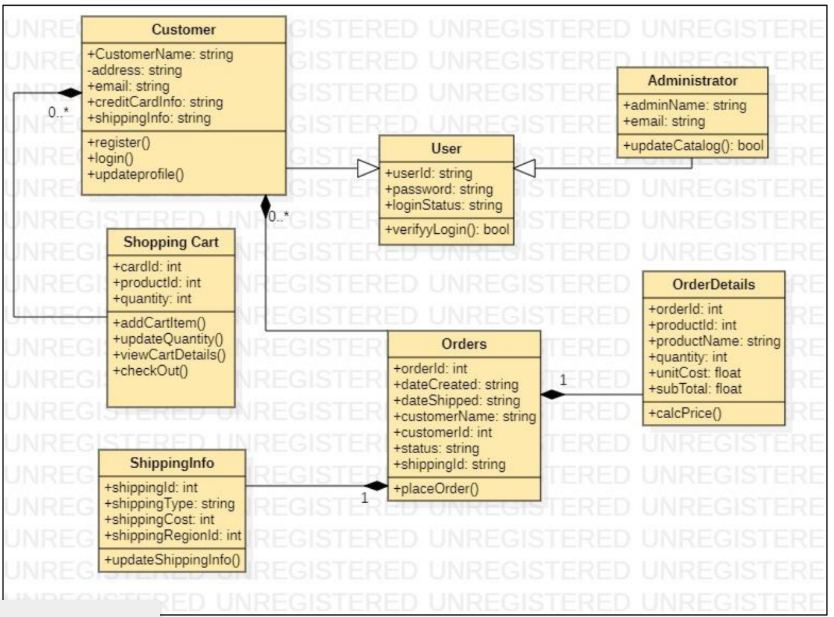 Customer
+CustomerName: string
-address: string
+email: string
+creditCardInfo: string
+shippingInfo: string
+register()
+login()
+updateprofile()
0..*
0..*
Administrator
+adminName: string
+email: string
+updateCatalog(): bool
User
+userId: string
+password: string
+loginStatus: string
+verifyyLogin(): bool
Shopping Cart
+cardId: int
+productId: int
+quantity: int
+addCartItem()
+updateQuantity()
+viewCartDetails()
+checkOut()
OrderDetails
+orderId: int
+productId: int
+productName: string
+quantity: int
+unitCost: float
+subTotal: float
+calcPrice()
Orders
+orderId: int
+dateCreated: string
+dateShipped: string
+customerName: string
+customerId: int
+status: string
+shippingId: string
+placeOrder()
1
1
ShippingInfo
+shippingId: int
+shippingType: string
+shippingCost: int
+shippingRegionId: int
+updateShippingInfo()
UNREGISTERED UNREGISTERED UNREGISTERE